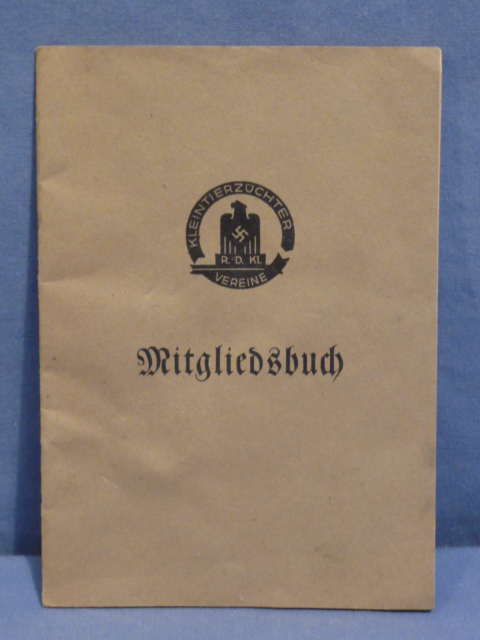 KLEINTIERZÜCHTER
R.D.Kl.
VEREINE
Mitgliedsbuch